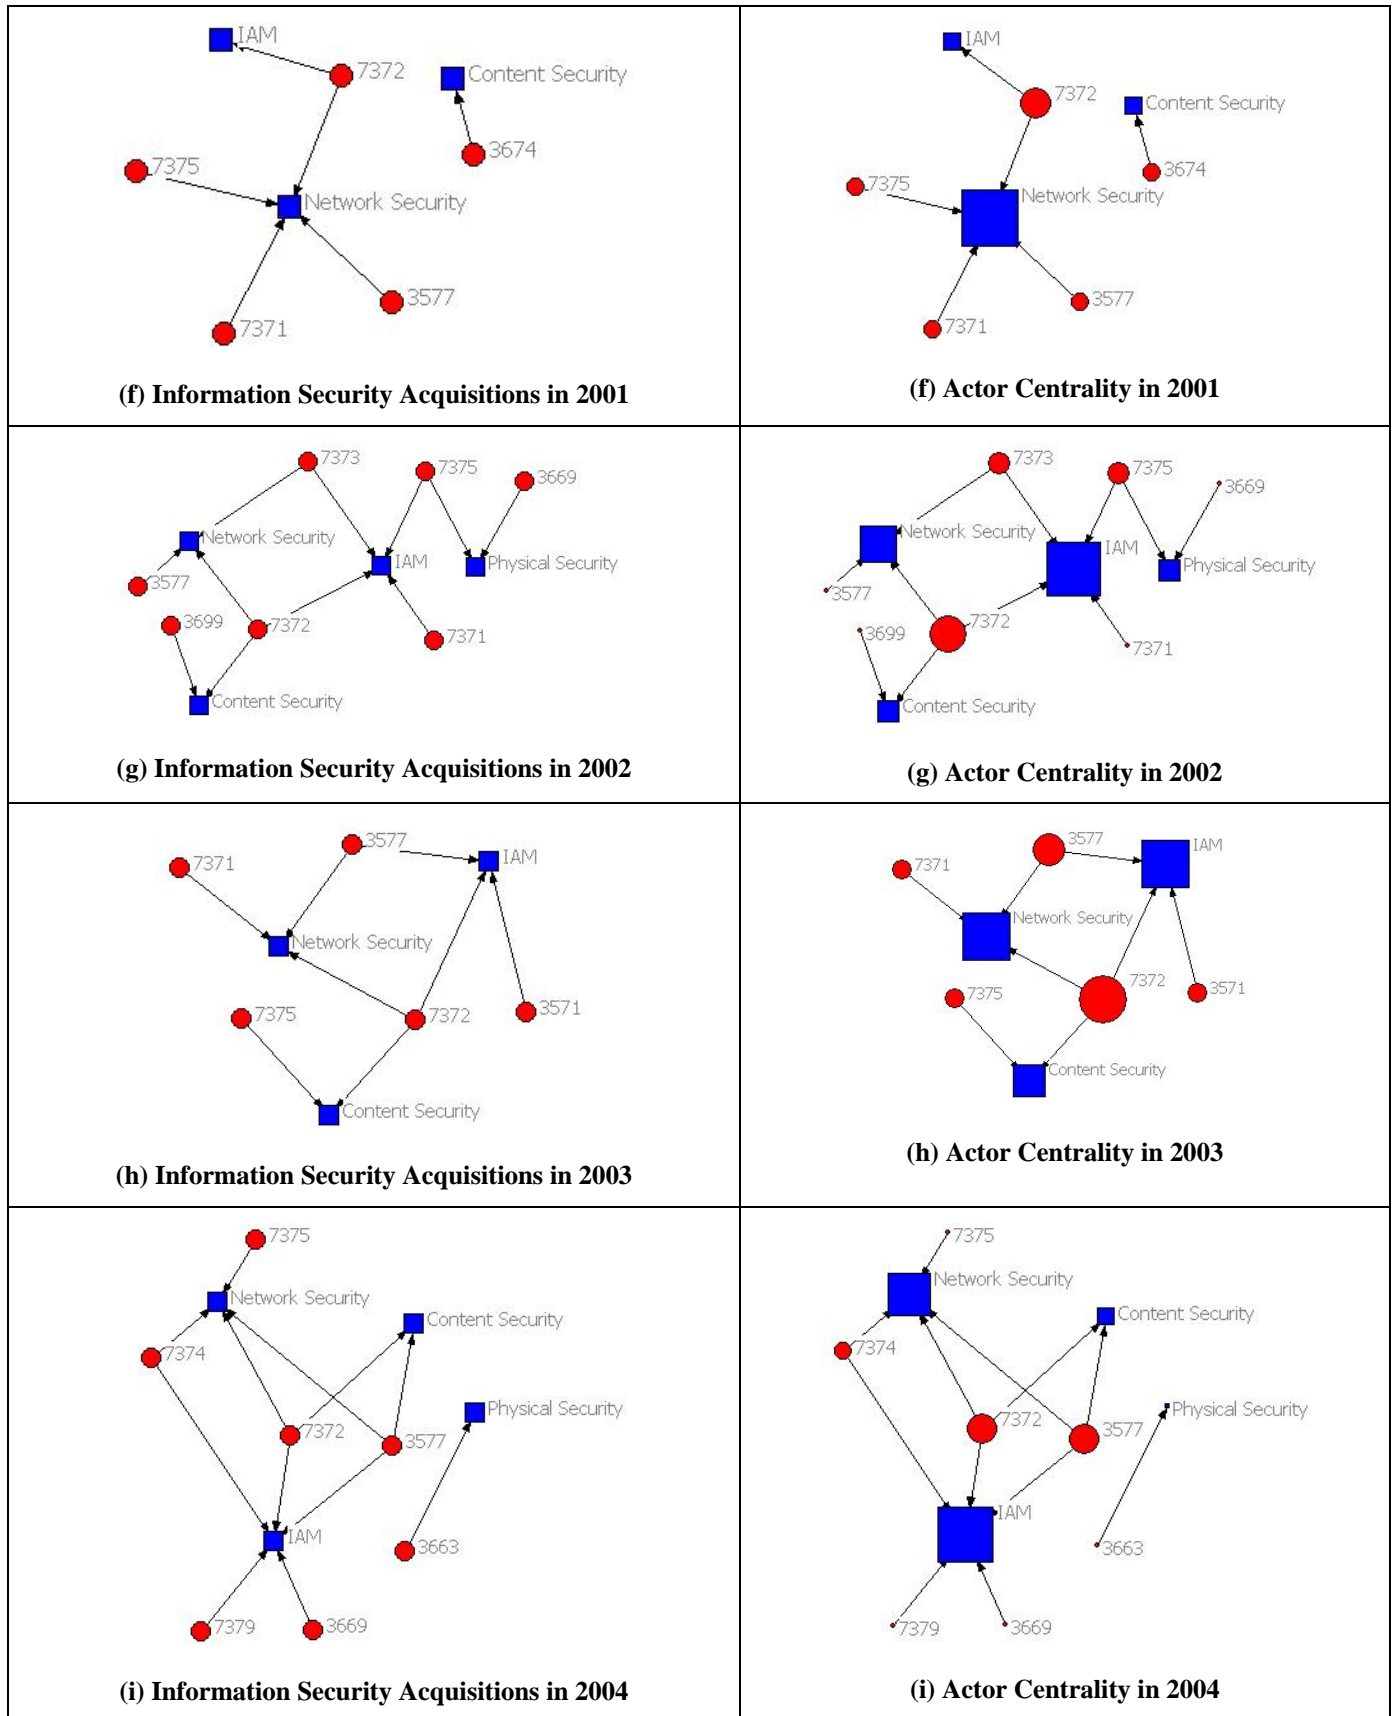 IAM
7372
Content Security
3674
7375
Network Security
3577
7371
(f) Information Security Acquisitions in 2001
IAM
7372
Content Security
3674
7375
Network Security
3577
7371
(f) Actor Centrality in 2001
7373
7375
3669
Network Security
IAM
Physical Security
3577
3699
7372
7371
Content Security
(g) Information Security Acquisitions in 2002
7373
7375
3669
Network Security
IAM
Physical Security
3577
3699
7372
7371
Content Security
(g) Actor Centrality in 2002
3577
IAM
7371
Network Security
7375
7372
3571
Content Security
(h) Information Security Acquisitions in 2003
3577
IAM
7371
Network Security
7372
7375
3571
Content Security
(h) Actor Centrality in 2003
7375
Network Security
Content Security
7374
Physical Security
7372
3577
IAM
3663
7379
3669
(i) Information Security Acquisitions in 2004
7375
Network Security
Content Security
7374
Physical Security
7372
3577
IAM
3663
7379
3669
(i) Actor Centrality in 2004